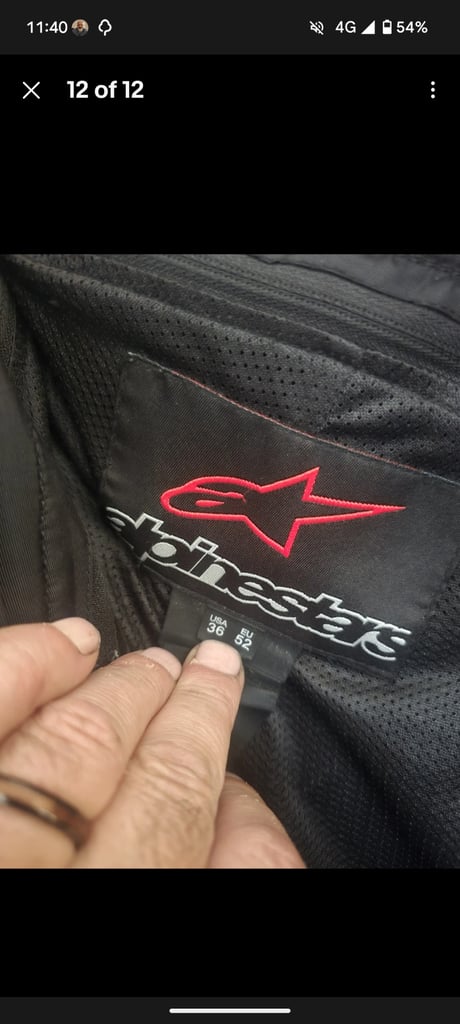 11:40 4G 54%
12 of 12
alpinestars
USA EU
36 52